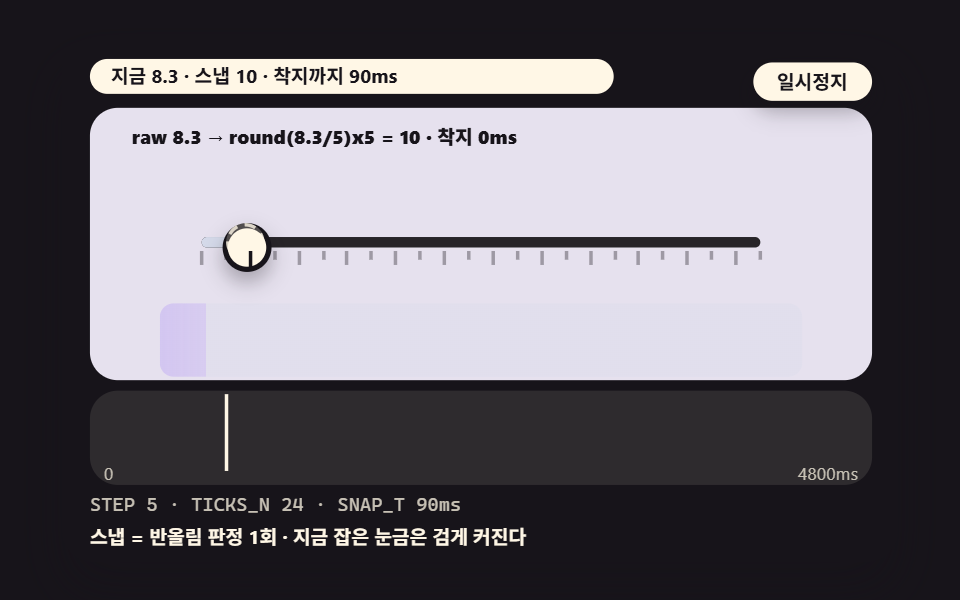 지금 8.3 · 스냅 10 · 착지까지 90ms
일시정지
raw 8.3 → round(8.3/5)x5 = 10 · 착지 0ms
0
4800ms
STEP 5 · TICKS_N 24 · SNAP_T 90ms
스냅 = 반올림 판정 1회 · 지금 잡은 눈금은 검게 커진다